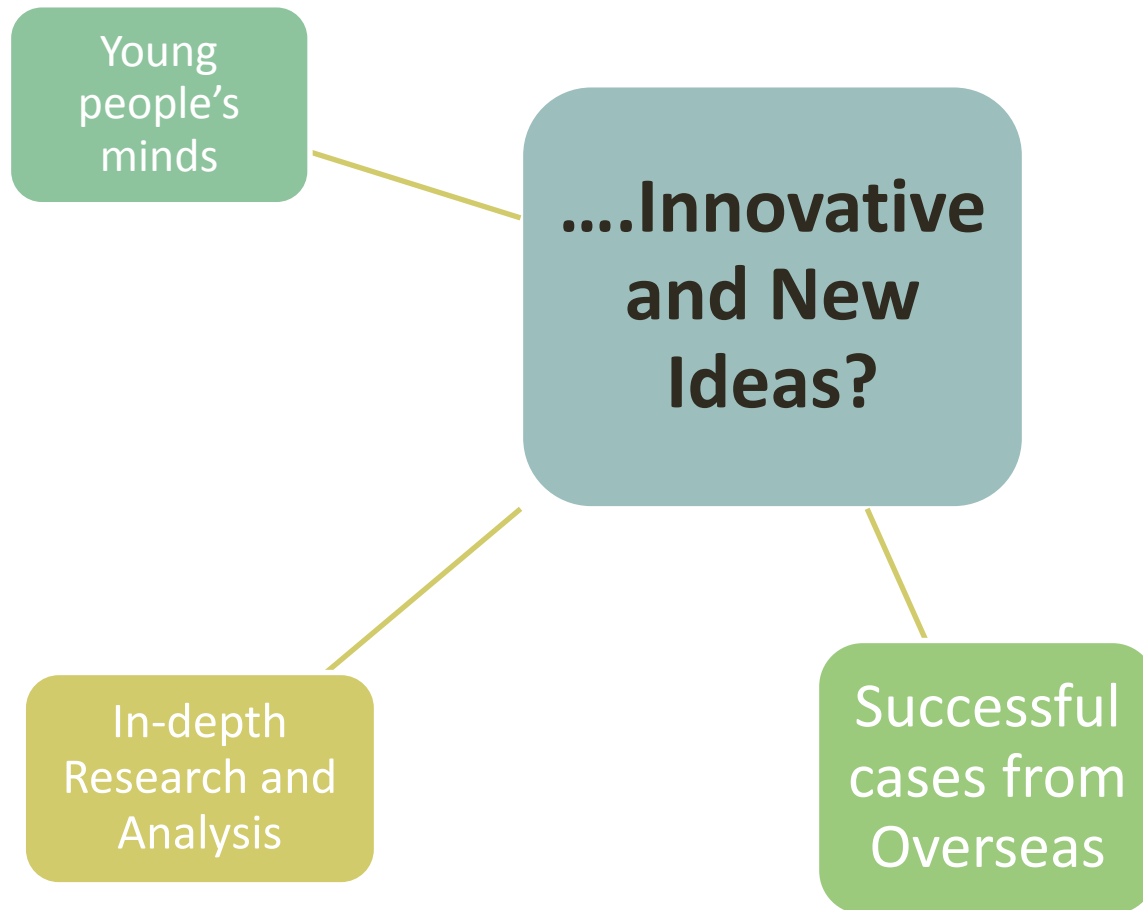 Young
people’s
minds
….Innovative
and New
Ideas?
In-depth
Research and
Analysis
Successful
cases from
Overseas